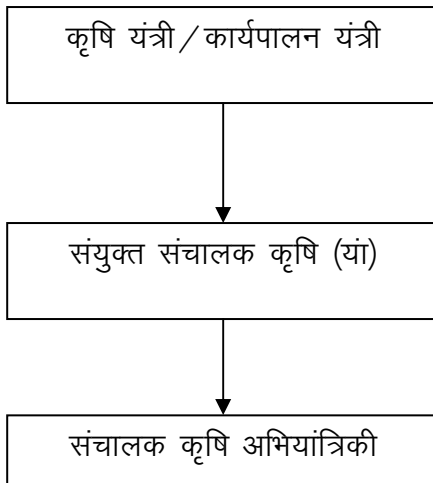 कृषि यंत्री / कार्यपालन यंत्री
संयुक्त संचालक कृषि (यां)
संचालक कृषि अभियांत्रिकी